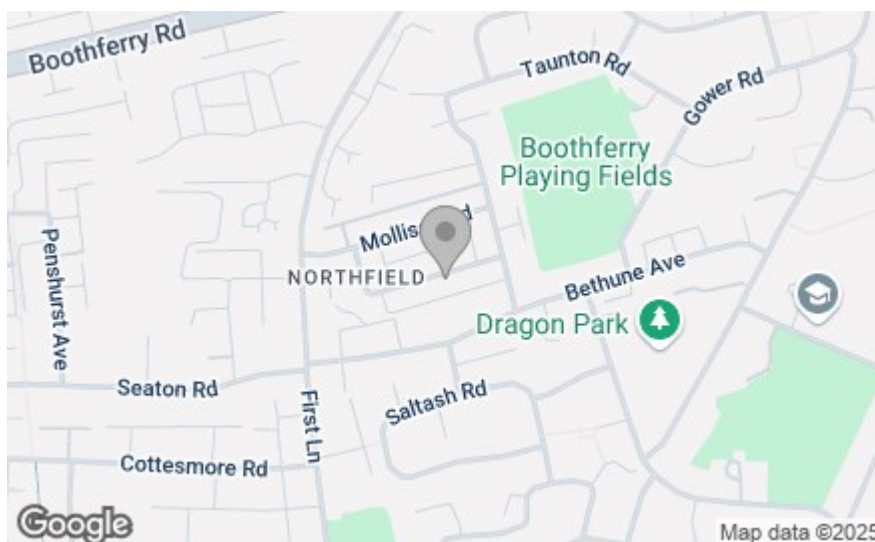 Boothferry Rd
Taunton Rd
Gower Rd
Boothferry
Playing Fields
Penshurst Ave
NORTHFIELD
Bethune Ave
Dragon Park
Seaton Rd
First Ln
Saltash Rd
Cottesmore Rd
Google
Map data ©2025